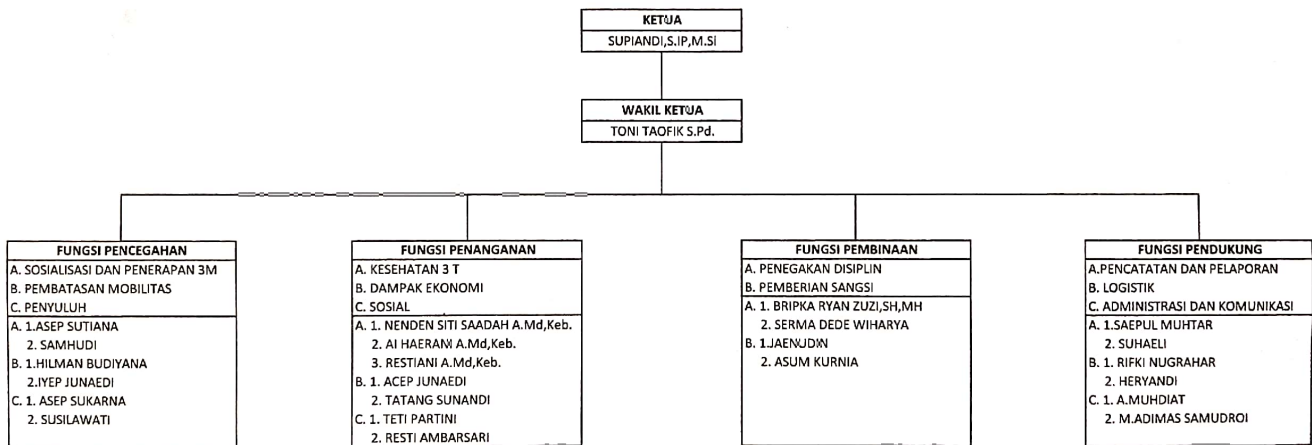 KETUA
SUPIANDI,S.IP,M.Si
WAKIL KETUA
TONI TAOFIK S.Pd.
FUNGSI PENCEGAHAN
A. SOSIALISASI DAN PENERAPAN 3M
B. PEMBATASAN MOBILITAS
C. PENYULUH
A. 1.ASEP SUTIANA
2. SAMHUDI
B. 1.HILMAN BUDIYANA
2.IYEP JUNAEDI
C. 1. ASEP SUKARNA
2. SUSILAWATI
FUNGSI PENANGANAN
A. KESEHATAN 3 T
B. DAMPAK EKONOMI
C. SOSIAL
A. 1. NENDEN SITI SAADAH A.Md,Keb.
2. AI HAERANI A.Md,Keb.
3. RESTIANI A.Md,Keb.
B. 1. ACEP JUNAEDI
2. TATANG SUNANDI
C. 1. TETI PARTINI
2. RESTI AMBARSARI
FUNGSI PEMBINAAN
A. PENEGAKAN DISIPLIN
B. PEMBERIAN SANGSI
A. 1. BRIPKA RYAN ZUZI,SH,MH
2. SERMA DEDE WIHARYA
B. 1.JAENUDIN
2. ASUM KURNIA
FUNGSI PENDUKUNG
A.PENCATATAN DAN PELAPORAN
B. LOGISTIK
C. ADMINISTRASI DAN KOMUNIKASI
A. 1.SAEPUL MUHTAR
2. SUHAELI
B. 1. RIFKI NUGRAHAR
2. HERYANDI
C. 1. A.MUHDIAT
2. M.ADIMAS SAMUDROI